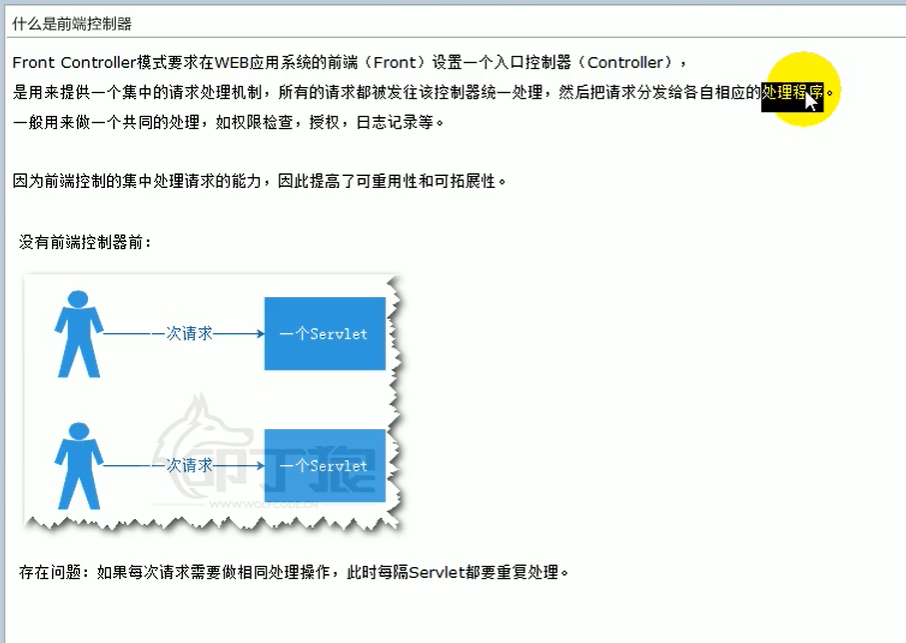 什么是前端控制器
Front Controller模式要求在WEB应用系统的前端（Front）设置一个入口控制器（Controller），
是用来提供一个集中的请求处理机制，所有的请求都被发往该控制器统一处理，然后把请求分发给各自相应的处理程序。
一般用来做一个共同的处理，如权限检查，授权，日志记录等。
因为前端控制的集中处理请求的能力，因此提高了可重用性和可拓展性。
没有前端控制器前：
一次请求
一个Servlet
一次请求
一个Servlet
叩丁狼
WWW.WOLFCODE.CN
存在问题：如果每次请求需要做相同处理操作，此时每隔Servlet都要重复处理。